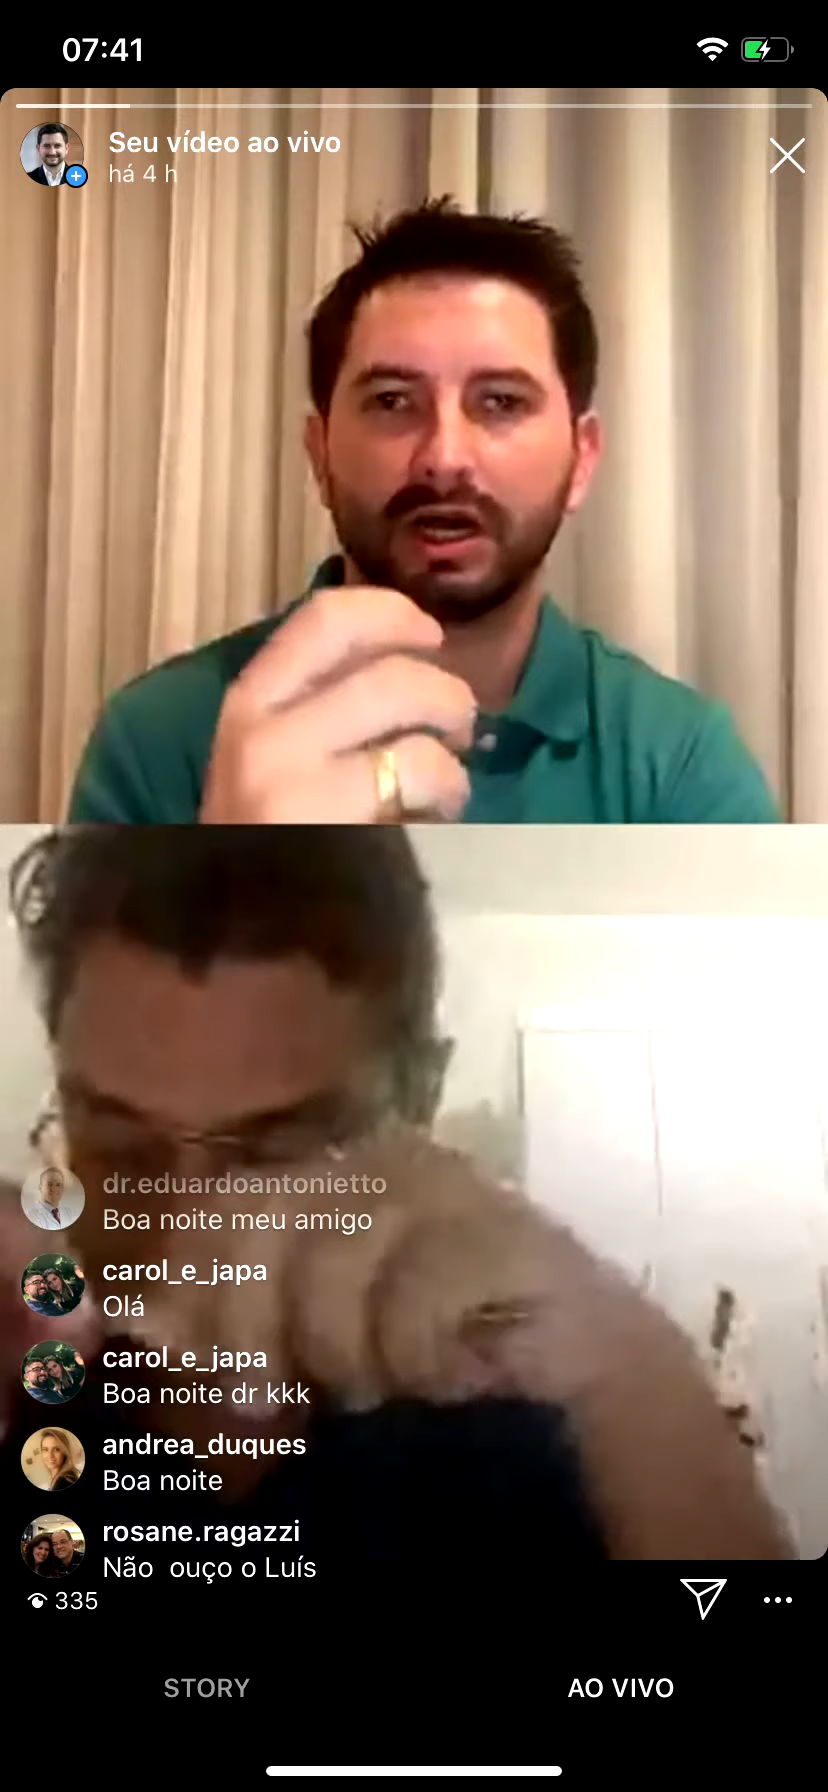 07:41
Seu vídeo ao vivo
há 4 h
dr.eduardoantonietto
Boa noite meu amigo
carol_e_japa
Olá
carol_e_japa
Boa noite dr kkk
andrea_duques
Boa noite
rosane.ragazzi
Não ouço o Luís
335
STORY
AO VIVO